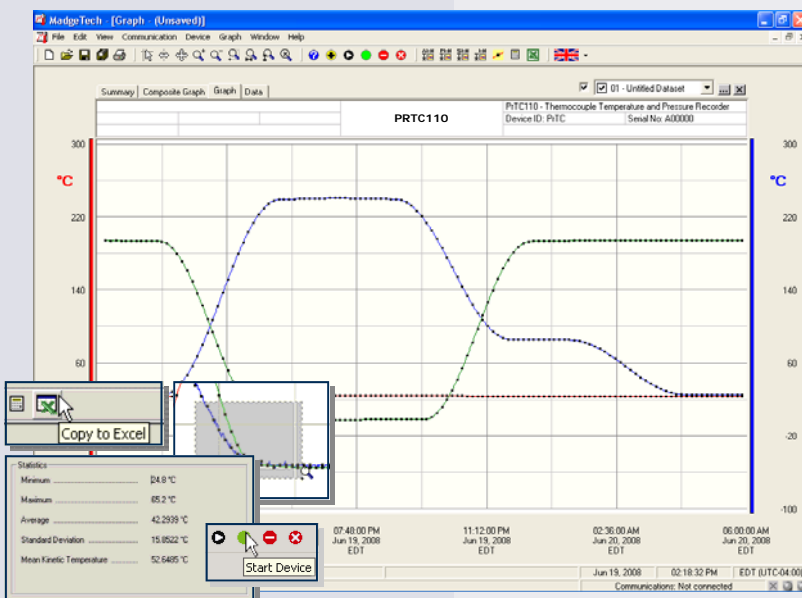 MadgeTech - [Graph - (Unsaved)]
File Edit View Communication Device Graph Window Help
Summary Composite Graph Graph Data
01 - Untitled Dataset
PRTC110
PrTC110 - Thermocouple Temperature and Pressure Recorder
Device ID: PrTC Serial No: A00000
300 300
°C °C
220 220
140 140
60 60
-20
-100
Copy to Excel
Statistics
Minimum 24.8 °C
Maximum 65.2 °C
Average 42.2939 °C
Standard Deviation 15.8522 °C
Mean Kinetic Temperature 52.6485 °C
Start Device
07:48:00 PM 11:12:00 PM 02:36:00 AM 06:00:00 AM
Jun 19, 2008 Jun 19, 2008 Jun 20, 2008 Jun 20, 2008
EDT EDT EDT EDT
Jun 19, 2008 02:18:32 PM EDT (UTC-04:00)
Communications: Not connected